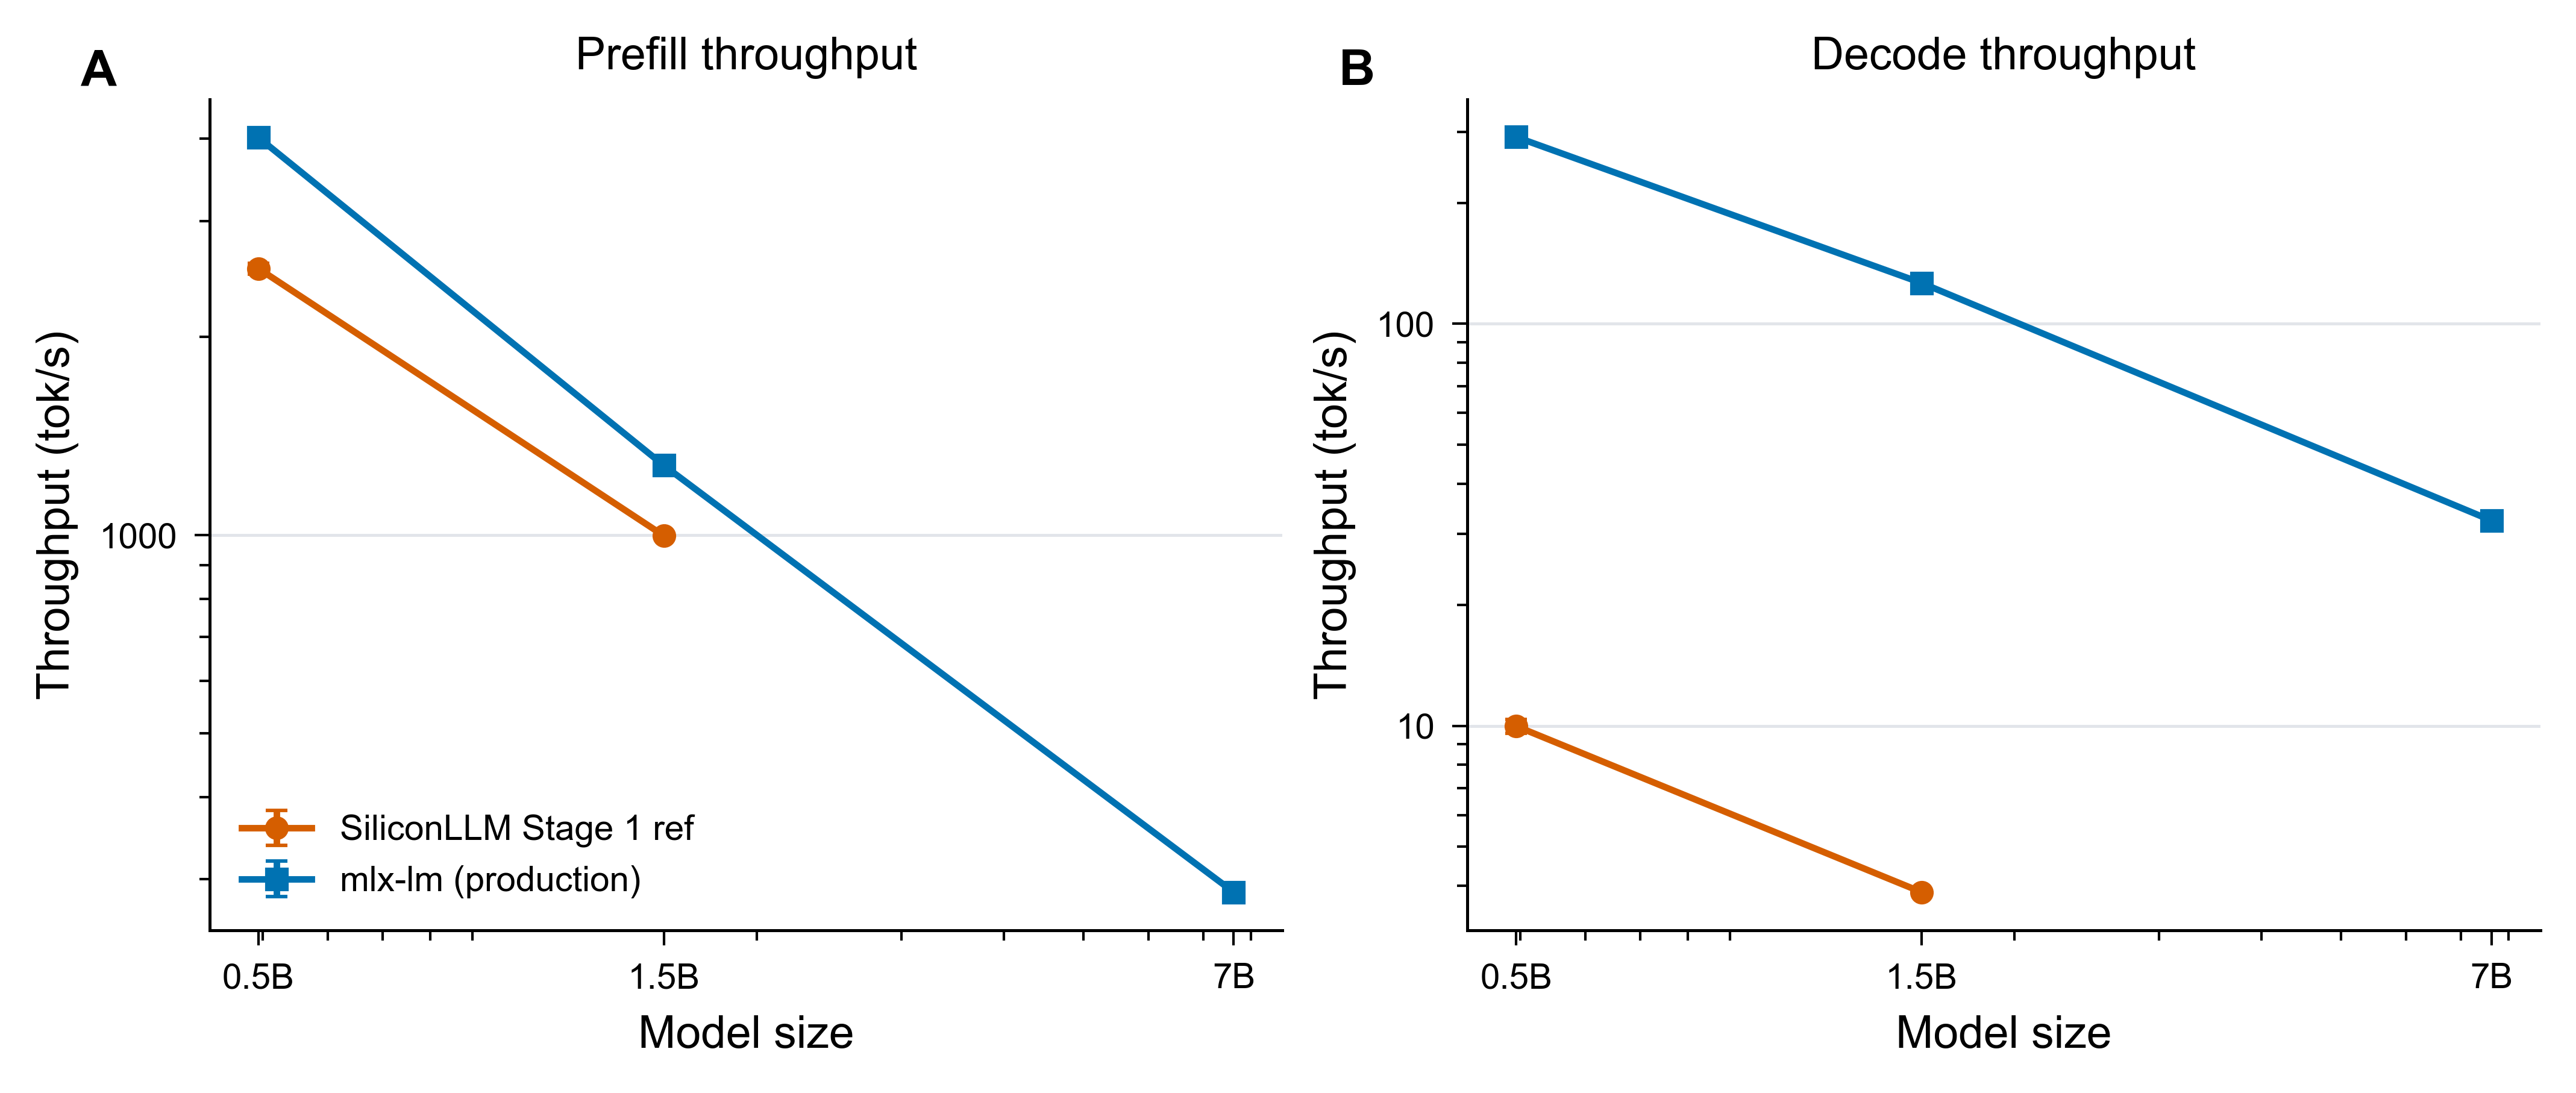 A
Prefill throughput
Throughput (tok/s)
1000
SiliconLLM Stage 1 ref
mlx-lm (production)
0.5B
1.5B
7B
Model size
B
Decode throughput
Throughput (tok/s)
100
10
0.5B
1.5B
7B
Model size